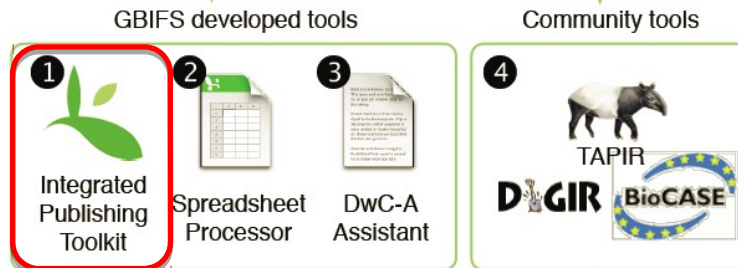 GBIFS developed tools
Community tools
1
Integrated
Publishing
Toolkit
2
Spreadsheet
Processor
3
DwC-A
Assistant
4
TAPIR
DiGIR
BioCASE